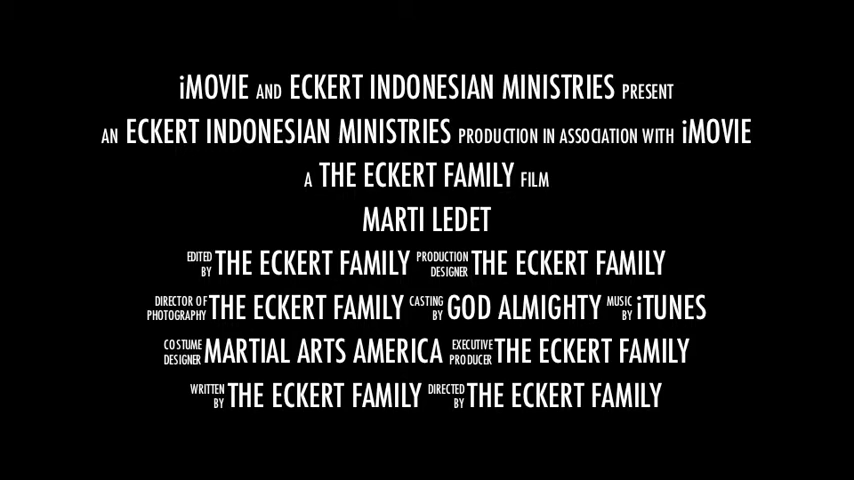 iMOVIE AND ECKERT INDONESIAN MINISTRIES PRESENT
AN ECKERT INDONESIAN MINISTRIES PRODUCTION IN ASSOCIATION WITH iMOVIE
A THE ECKERT FAMILY FILM
MARTI LEDET
EDITED BY THE ECKERT FAMILY PRODUCTION DESIGNER THE ECKERT FAMILY
DIRECTOR OF PHOTOGRAPHY THE ECKERT FAMILY CASTING BY GOD ALMIGHTY MUSIC BY iTUNES
COSTUME DESIGNER MARTIAL ARTS AMERICA EXECUTIVE PRODUCER THE ECKERT FAMILY
WRITTEN BY THE ECKERT FAMILY DIRECTED BY THE ECKERT FAMILY